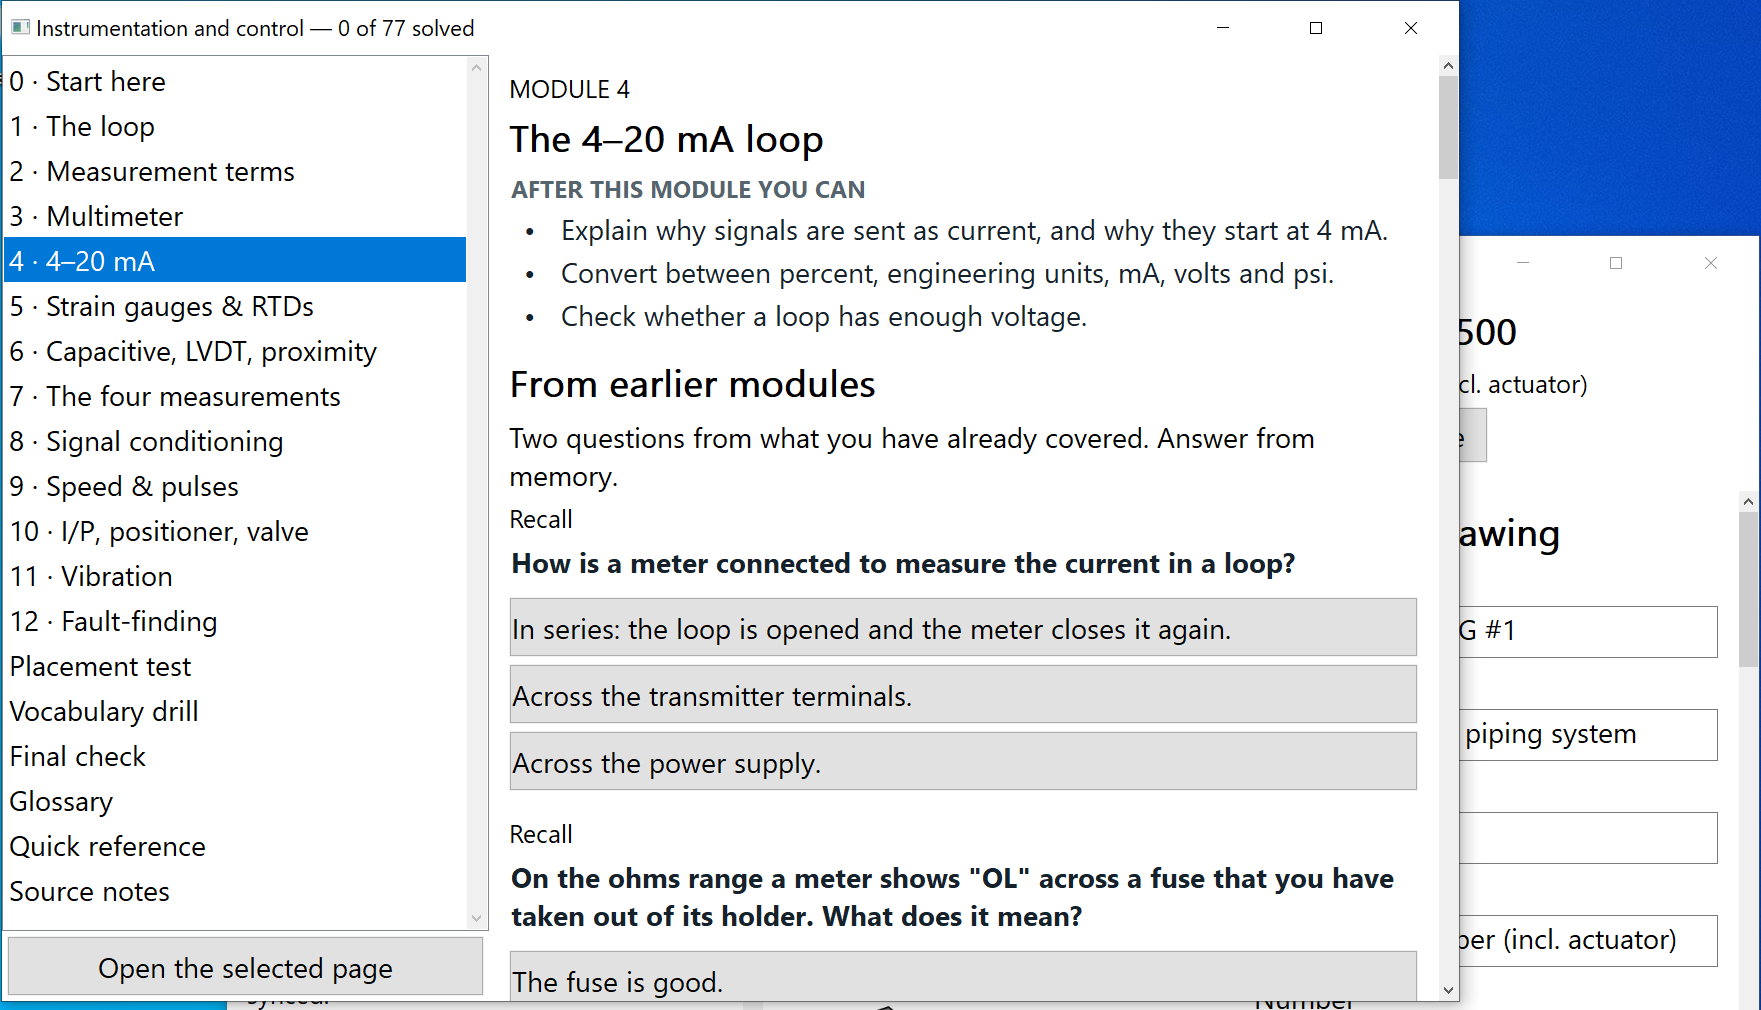 Instrumentation and control — 0 of 77 solved
0 · Start here
1 · The loop
2 · Measurement terms
3 · Multimeter
4 · 4–20 mA
5 · Strain gauges & RTDs
6 · Capacitive, LVDT, proximity
7 · The four measurements
8 · Signal conditioning
9 · Speed & pulses
10 · I/P, positioner, valve
11 · Vibration
12 · Fault-finding
Placement test
Vocabulary drill
Final check
Glossary
Quick reference
Source notes
Open the selected page
MODULE 4
The 4–20 mA loop
AFTER THIS MODULE YOU CAN
• Explain why signals are sent as current, and why they start at 4 mA.
• Convert between percent, engineering units, mA, volts and psi.
• Check whether a loop has enough voltage.
From earlier modules
Two questions from what you have already covered. Answer from
memory.
Recall
How is a meter connected to measure the current in a loop?
In series: the loop is opened and the meter closes it again.
Across the transmitter terminals.
Across the power supply.
Recall
On the ohms range a meter shows "OL" across a fuse that you have
taken out of its holder. What does it mean?
The fuse is good.
500
cl. actuator)
e
awing
G #1
piping system
ber (incl. actuator)
synced.
Number